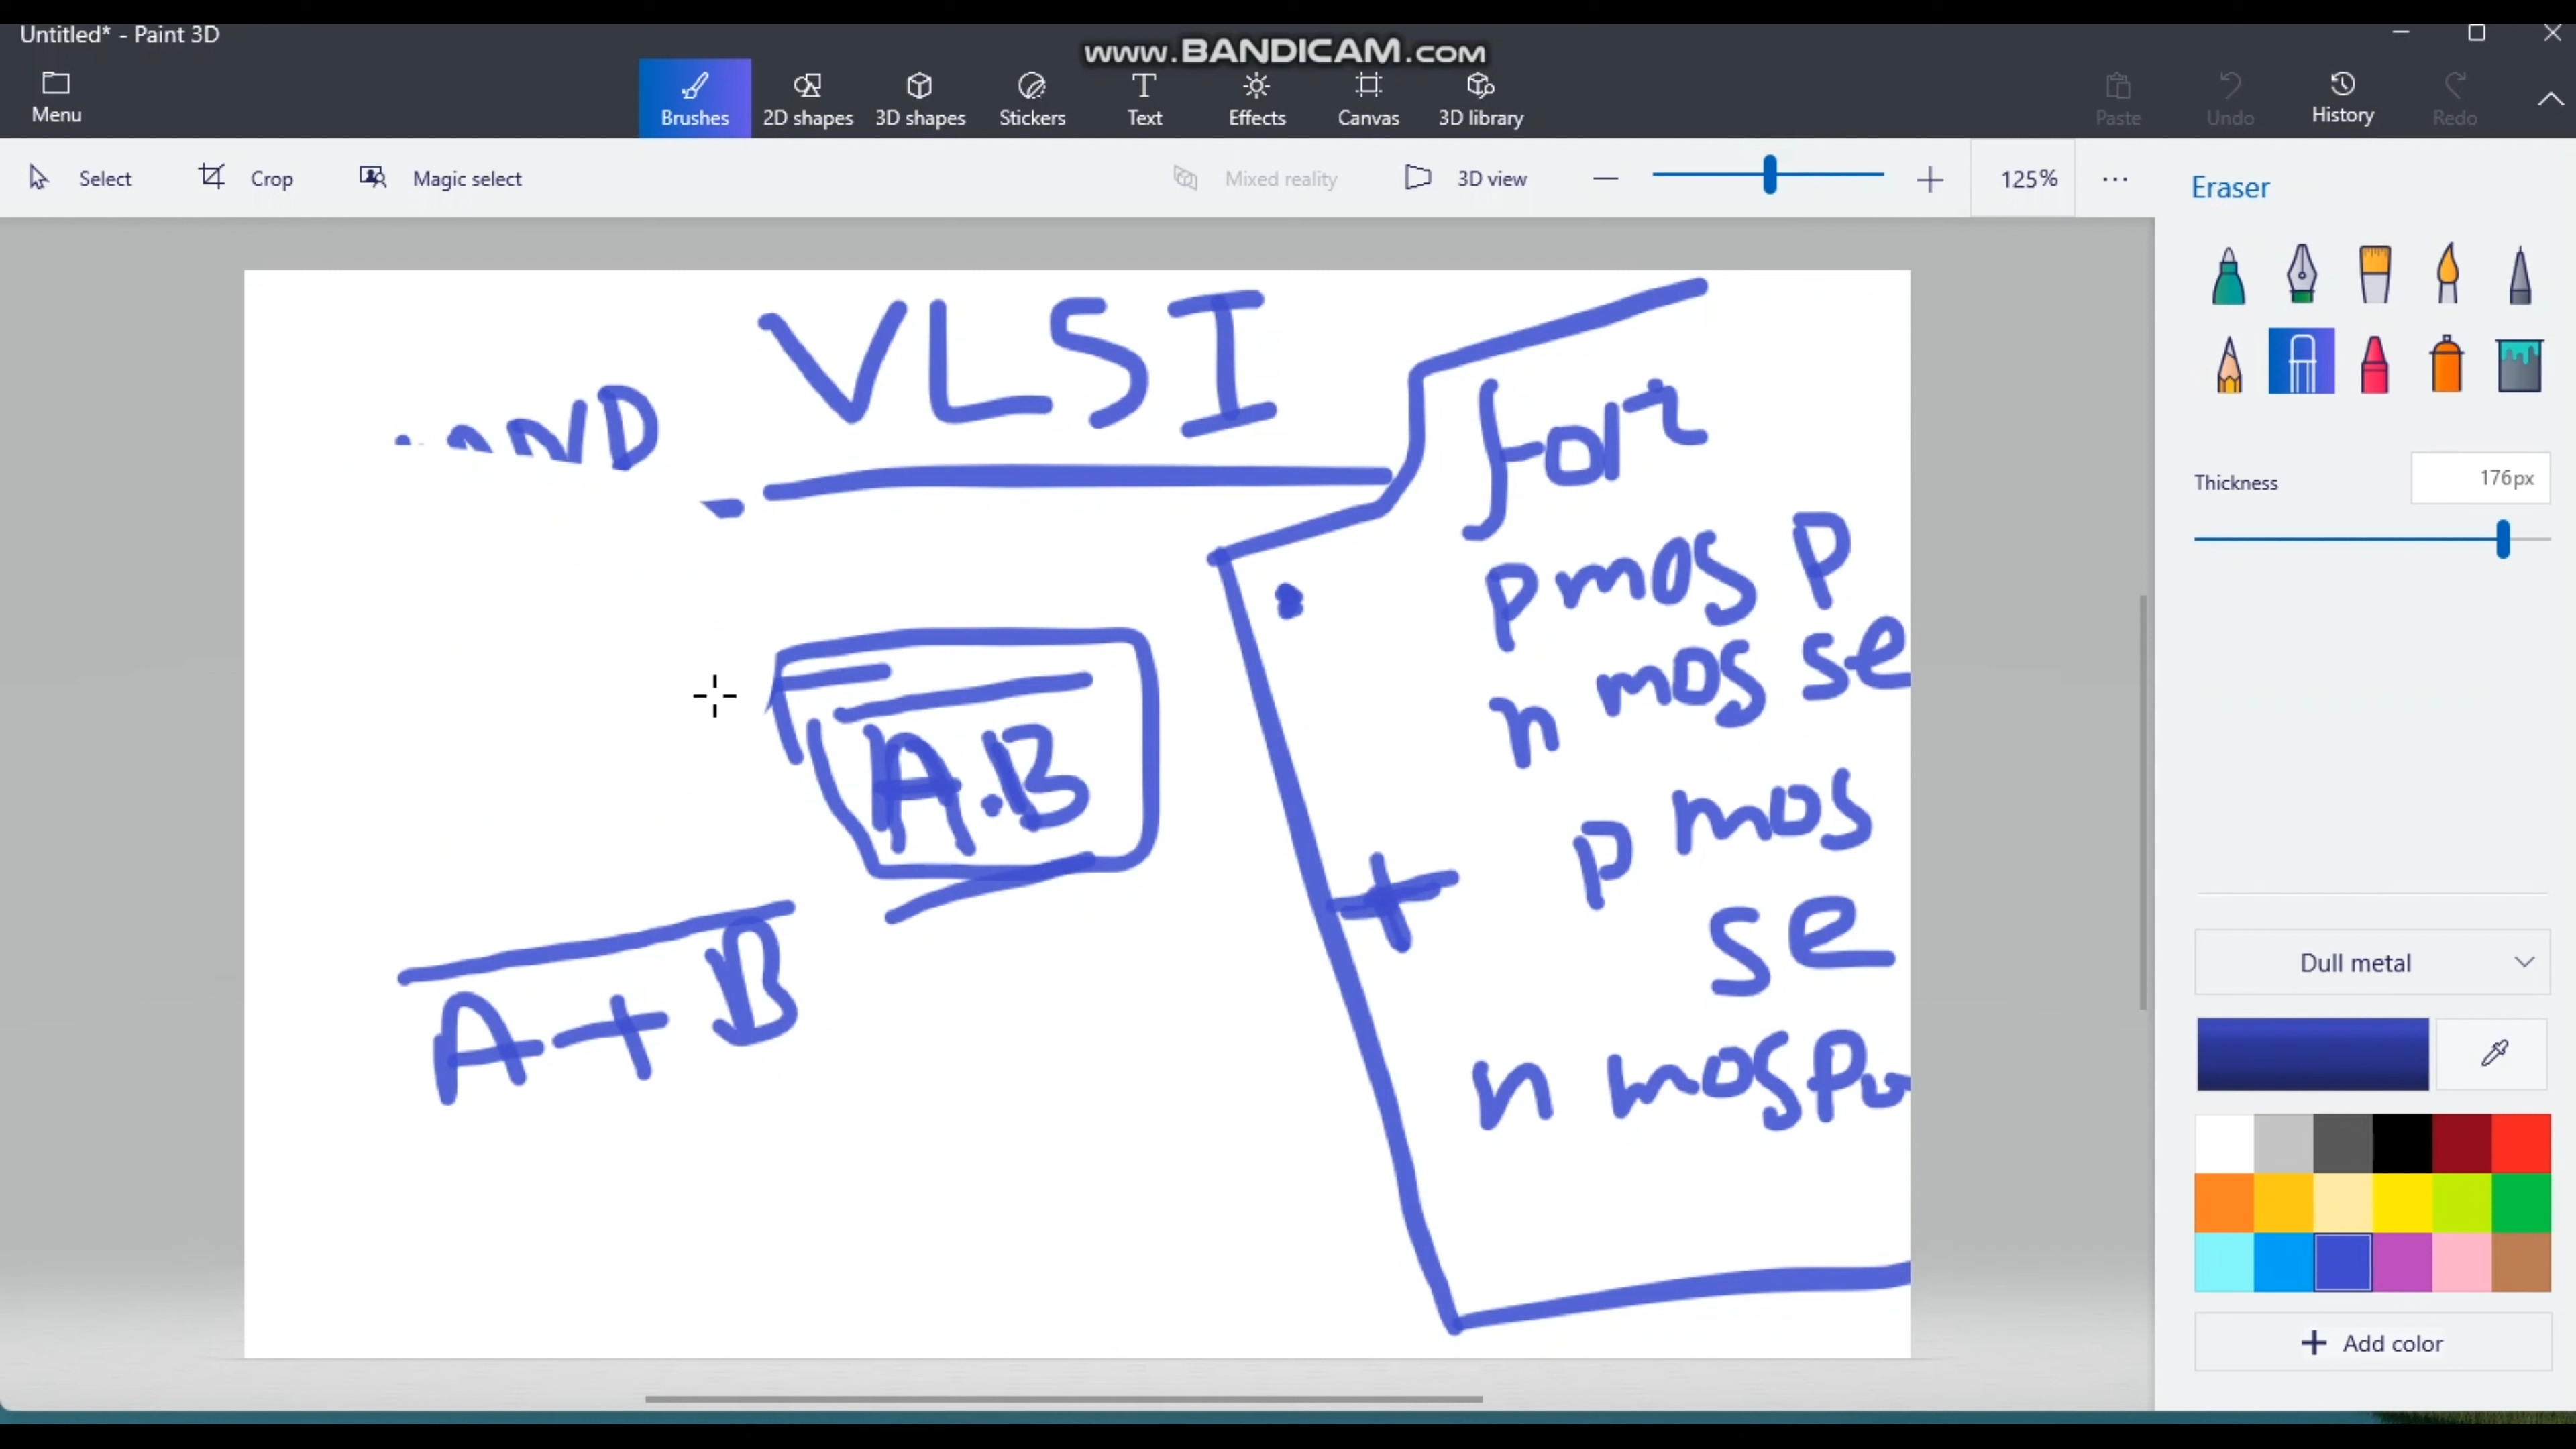 Untitled* - Paint 3D
www.BANDICAM.com
Menu
Brushes
2D shapes
3D shapes
Stickers
Text
Effects
Canvas
3D library
Paste
Undo
History
Redo
Select
Crop
Magic select
Mixed reality
3D view
125%
Eraser
Thickness
176px
Dull metal
Add color
VLSI
for
pmos P
n mos se
A.B
+ p mos
se
A+B
n mos Par